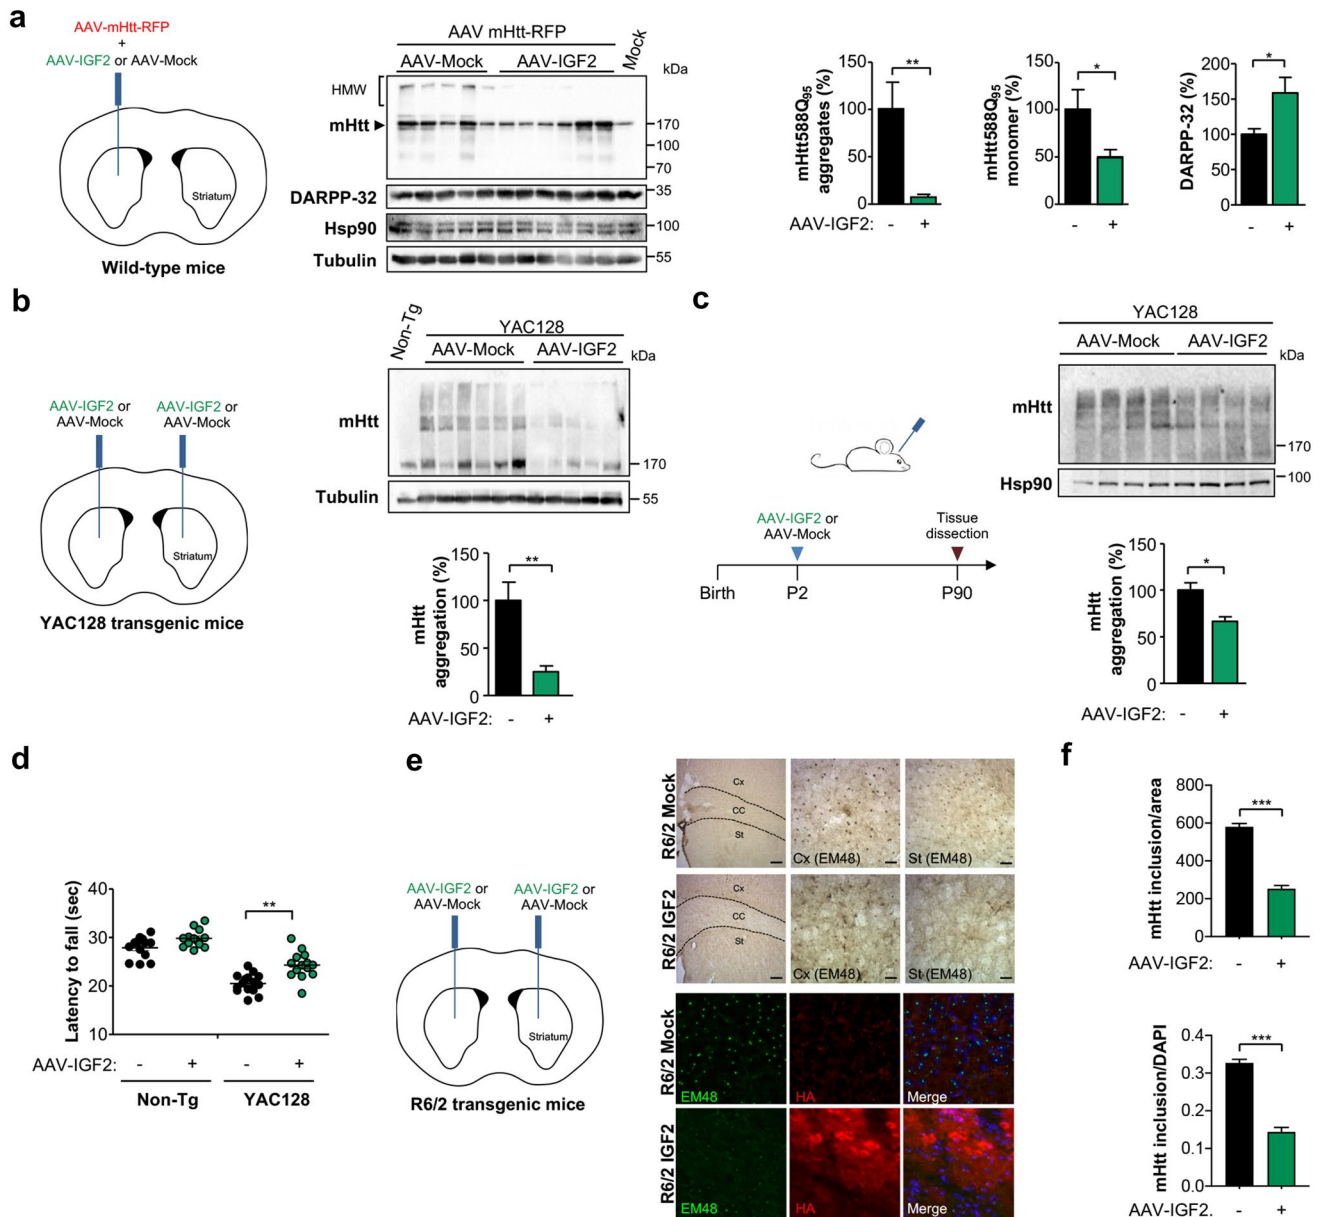 a
AAV-mHtt-RFP
+
AAV-IGF2 or AAV-Mock
Striatum
Wild-type mice
AAV mHtt-RFP
AAV-Mock
AAV-IGF2
Mock
kDa
HMW
mHtt
170
100
70
DARPP-32
35
Hsp90
100
Tubulin
55
mHtt588Q95
aggregates (%)
150
100
50
0
AAV-IGF2:
-
+
**
mHtt588Q95
monomer (%)
150
100
50
0
-
+
*
DARPP-32 (%)
200
150
100
50
0
-
+
*
b
AAV-IGF2 or
AAV-Mock
AAV-IGF2 or
AAV-Mock
Striatum
YAC128 transgenic mice
Non-Tg
YAC128
AAV-Mock
AAV-IGF2
kDa
mHtt
170
Tubulin
55
mHtt
aggregation (%)
150
100
50
0
**
AAV-IGF2:
-
+
c
AAV-IGF2 or
AAV-Mock
Tissue
dissection
Birth
P2
P90
YAC128
AAV-Mock
AAV-IGF2
kDa
mHtt
170
100
Hsp90
mHtt
aggregation (%)
150
100
50
0
*
AAV-IGF2:
-
+
d
Latency to fall (sec)
40
30
20
10
**
AAV-IGF2:
-
+
-
+
Non-Tg
YAC128
e
AAV-IGF2 or
AAV-Mock
AAV-IGF2 or
AAV-Mock
Striatum
R6/2 transgenic mice
R6/2 Mock
Cx
CC
St
Cx (EM48)
St (EM48)
R6/2 IGF2
Cx
CC
St
Cx (EM48)
St (EM48)
R6/2 Mock
EM48
HA
Merge
R6/2 IGF2
EM48
HA
Merge
f
mHtt inclusion/area
800
600
400
200
0
***
AAV-IGF2:
-
+
mHtt inclusion/DAPI
0.4
0.3
0.2
0.1
0.0
***
AAV-IGF2.
-
+